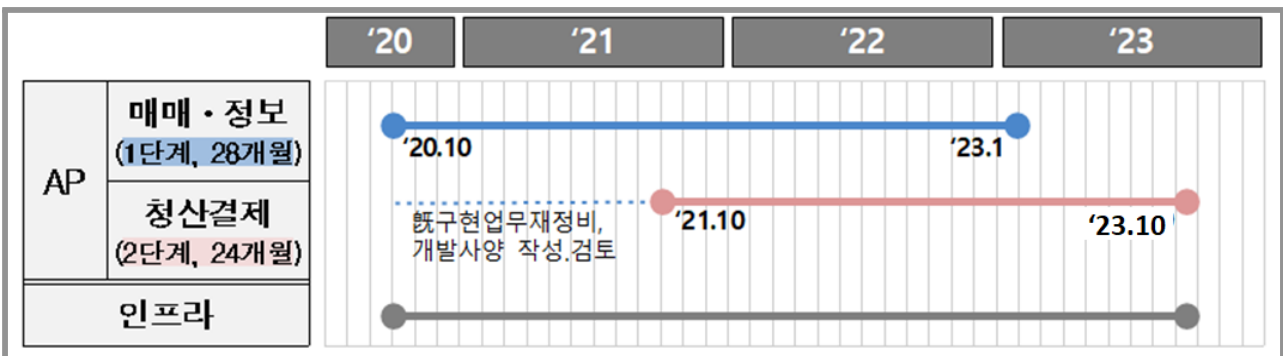 ‘20 ‘21 ‘22 ‘23
AP
매매・정보
(1단계, 28개월)
‘20.10 ‘23.1
청산결제
(2단계, 24개월)
‘21.10 ‘23.10
旣구현업무재정비,
개발사양 작성.검토
인프라